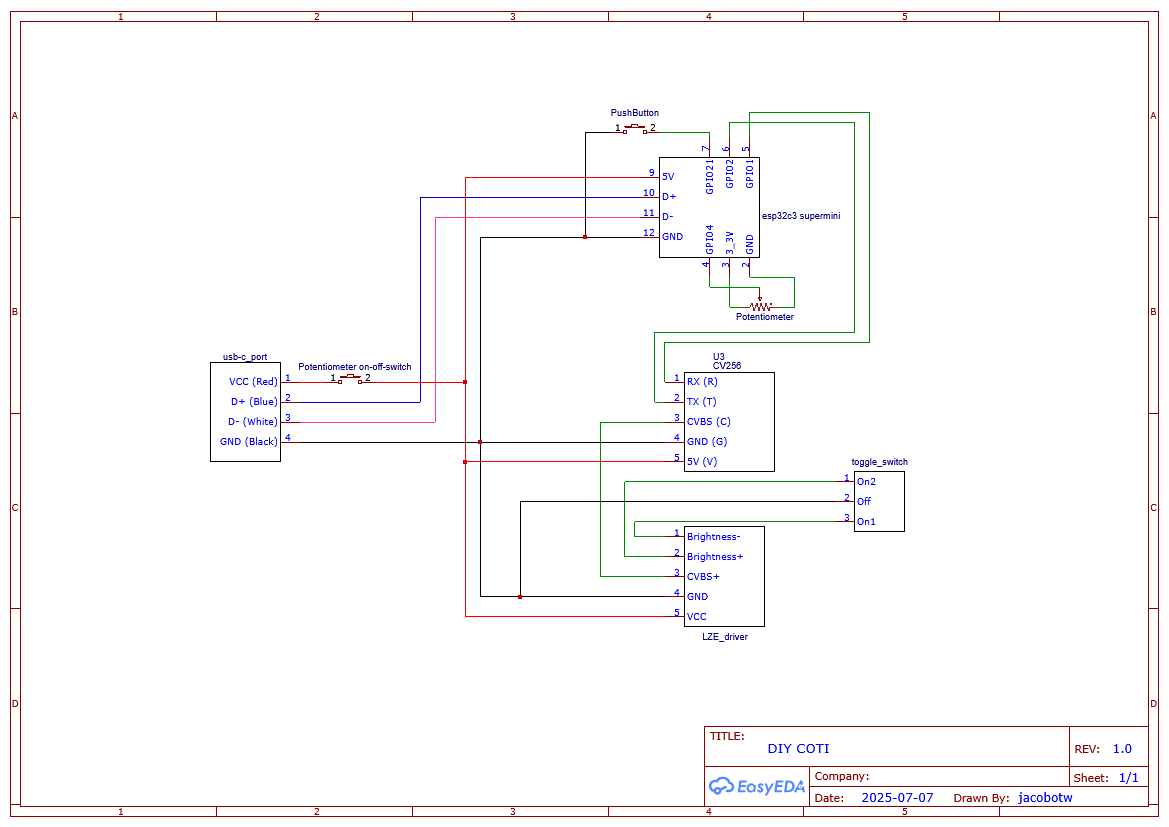 1 2 3 4 5
A A
B B
C C
D D
PushButton
1 2
7 6 5
GPIO21 GPIO2 GPIO1
9 5V
10 D+
11 D-
12 GND
esp32c3 supermini
GPIO4 3_3V GND
4 3 2
Potentiometer
usb-c_port
VCC (Red) 1
D+ (Blue) 2
D- (White) 3
GND (Black) 4
Potentiometer on-off-switch
1 2
U3
CV256
1 RX (R)
2 TX (T)
3 CVBS (C)
4 GND (G)
5 5V (V)
toggle_switch
1 On2
2 Off
3 On1
1 Brightness-
2 Brightness+
3 CVBS+
4 GND
5 VCC
LZE_driver
TITLE:
DIY COTI
REV: 1.0
EasyEDA
Company:
Sheet: 1/1
Date: 2025-07-07 Drawn By: jacobotw
1 2 3 4 5